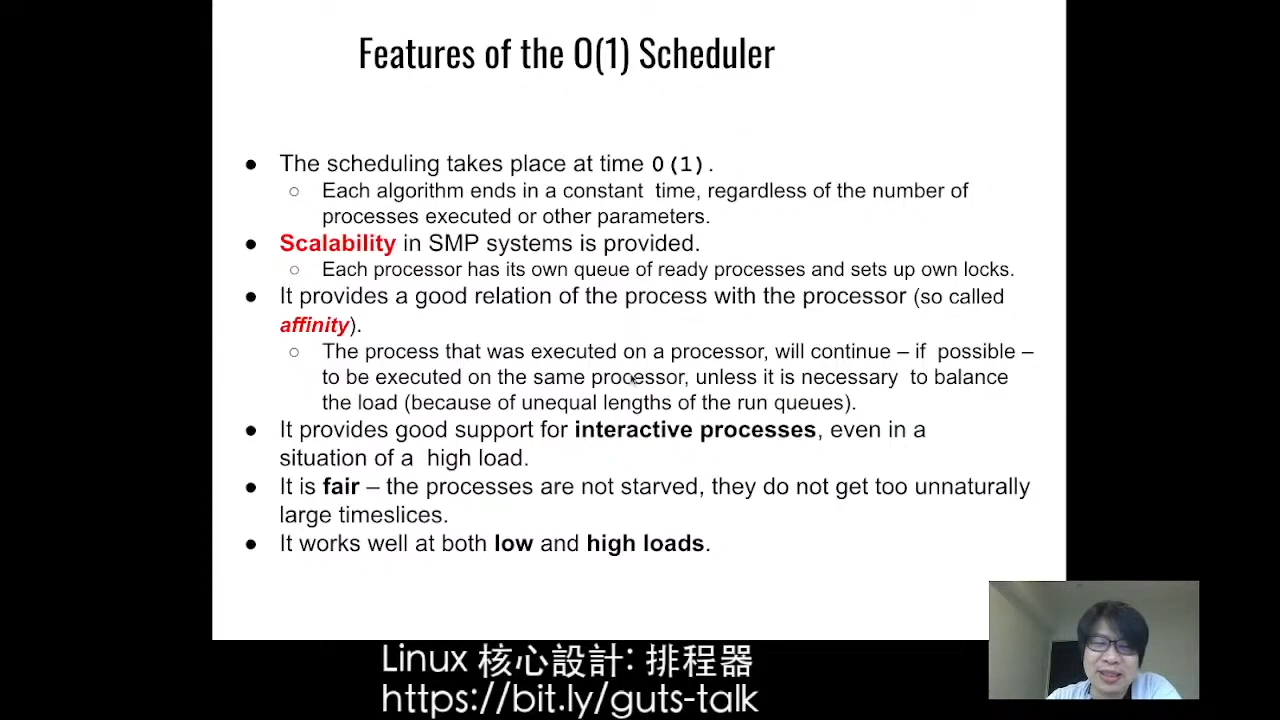 Features of the O(1) Scheduler
● The scheduling takes place at time O(1).
○ Each algorithm ends in a constant time, regardless of the number of
processes executed or other parameters.
● Scalability in SMP systems is provided.
○ Each processor has its own queue of ready processes and sets up own locks.
● It provides a good relation of the process with the processor (so called
affinity).
○ The process that was executed on a processor, will continue – if possible –
to be executed on the same processor, unless it is necessary to balance
the load (because of unequal lengths of the run queues).
● It provides good support for interactive processes, even in a
situation of a high load.
● It is fair – the processes are not starved, they do not get too unnaturally
large timeslices.
● It works well at both low and high loads.
Linux 核心設計: 排程器
https://bit.ly/guts-talk